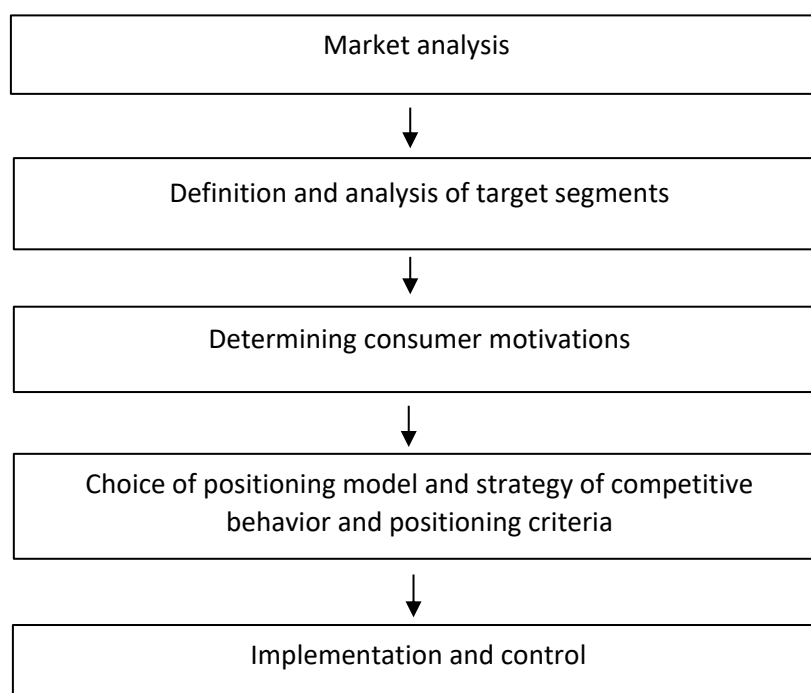 Market analysis
Definition and analysis of target segments
Determining consumer motivations
Choice of positioning model and strategy of competitive
behavior and positioning criteria
Implementation and control